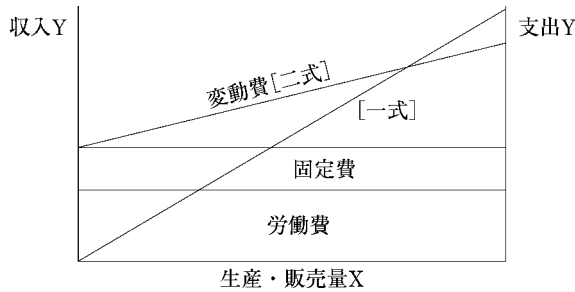 収入Y
支出Y
変動費[二式]
[一式]
固定費
労働費
生産・販売量X